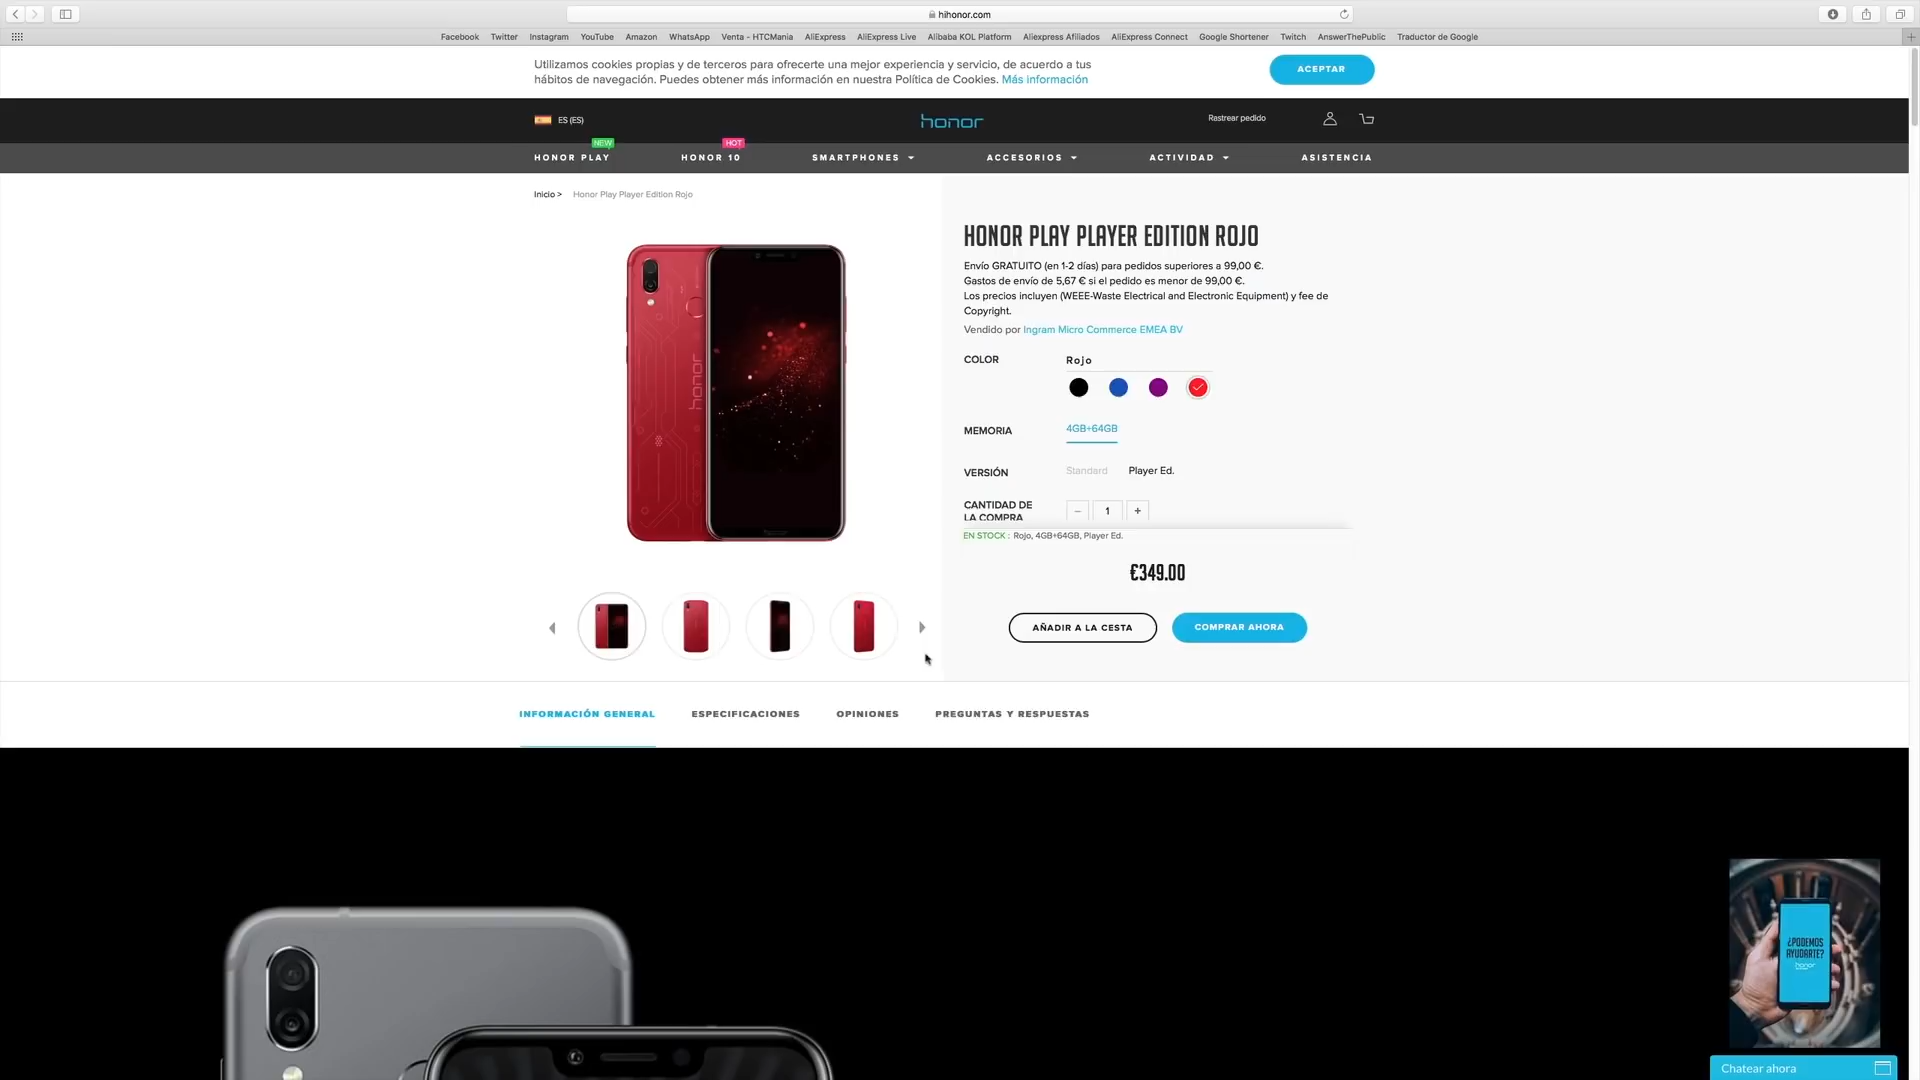 hihonor.com
Facebook
Twitter
Instagram
YouTube
Amazon
WhatsApp
Venta - HTCMania
AliExpress
AliExpress Live
Alibaba KOL Platform
Aliexpress Afiliados
AliExpress Connect
Google Shortener
Twitch
AnswerThePublic
Traductor de Google
Utilizamos cookies propias y de terceros para ofrecerte una mejor experiencia y servicio, de acuerdo a tus
hábitos de navegación. Puedes obtener más información en nuestra Política de Cookies. Más información
ACEPTAR
ES (ES)
honor
Rastrear pedido
NEW
HOT
HONOR PLAY
HONOR 10
SMARTPHONES
ACCESORIOS
ACTIVIDAD
ASISTENCIA
Inicio > Honor Play Player Edition Rojo
honor
HONOR PLAY PLAYER EDITION ROJO
Envío GRATUITO (en 1-2 días) para pedidos superiores a 99,00 €.
Gastos de envío de 5,67 € si el pedido es menor de 99,00 €.
Los precios incluyen (WEEE-Waste Electrical and Electronic Equipment) y fee de
Copyright.
Vendido por Ingram Micro Commerce EMEA BV
COLOR
Rojo
MEMORIA
4GB+64GB
VERSIÓN
Standard
Player Ed.
CANTIDAD DE
LA COMPRA
− 1 +
EN STOCK : Rojo, 4GB+64GB, Player Ed.
€349.00
AÑADIR A LA CESTA
COMPRAR AHORA
INFORMACIÓN GENERAL
ESPECIFICACIONES
OPINIONES
PREGUNTAS Y RESPUESTAS
¿PODEMOS
AYUDARTE?
honor
Chatear ahora